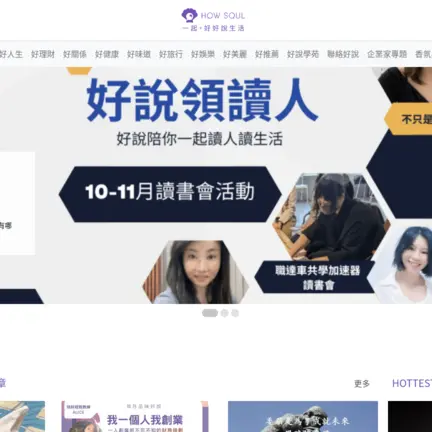 HOW SOUL
一起,好好說生活
好人生 好理財 好關係 好健康 好味道 好旅行 好娛樂 好美麗 好推薦 好說學苑 聯絡好說 企業家專題 香氛
好說領讀人
不只是
好說陪你一起讀人讀生活
10-11月讀書會活動
有哪
職達車共學加速器
讀書會
章
更多
HOTTEST
ALICE
我一個人我創業